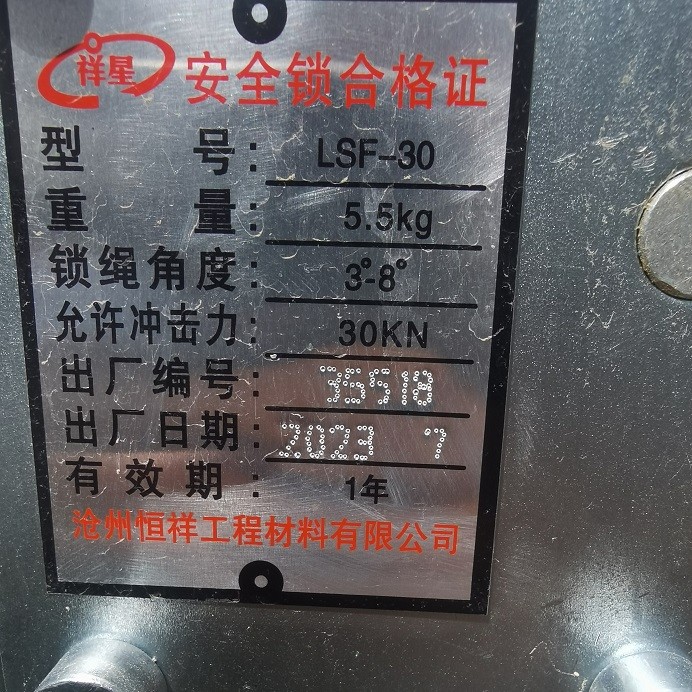 祥星 安全锁合格证
型 号: LSF-30
重 量: 5.5kg
锁绳角度: 3°-8°
允许冲击力: 30KN
出厂编号: 35518
出厂日期: 2023 7
有效期: 1年
沧州恒祥工程材料有限公司